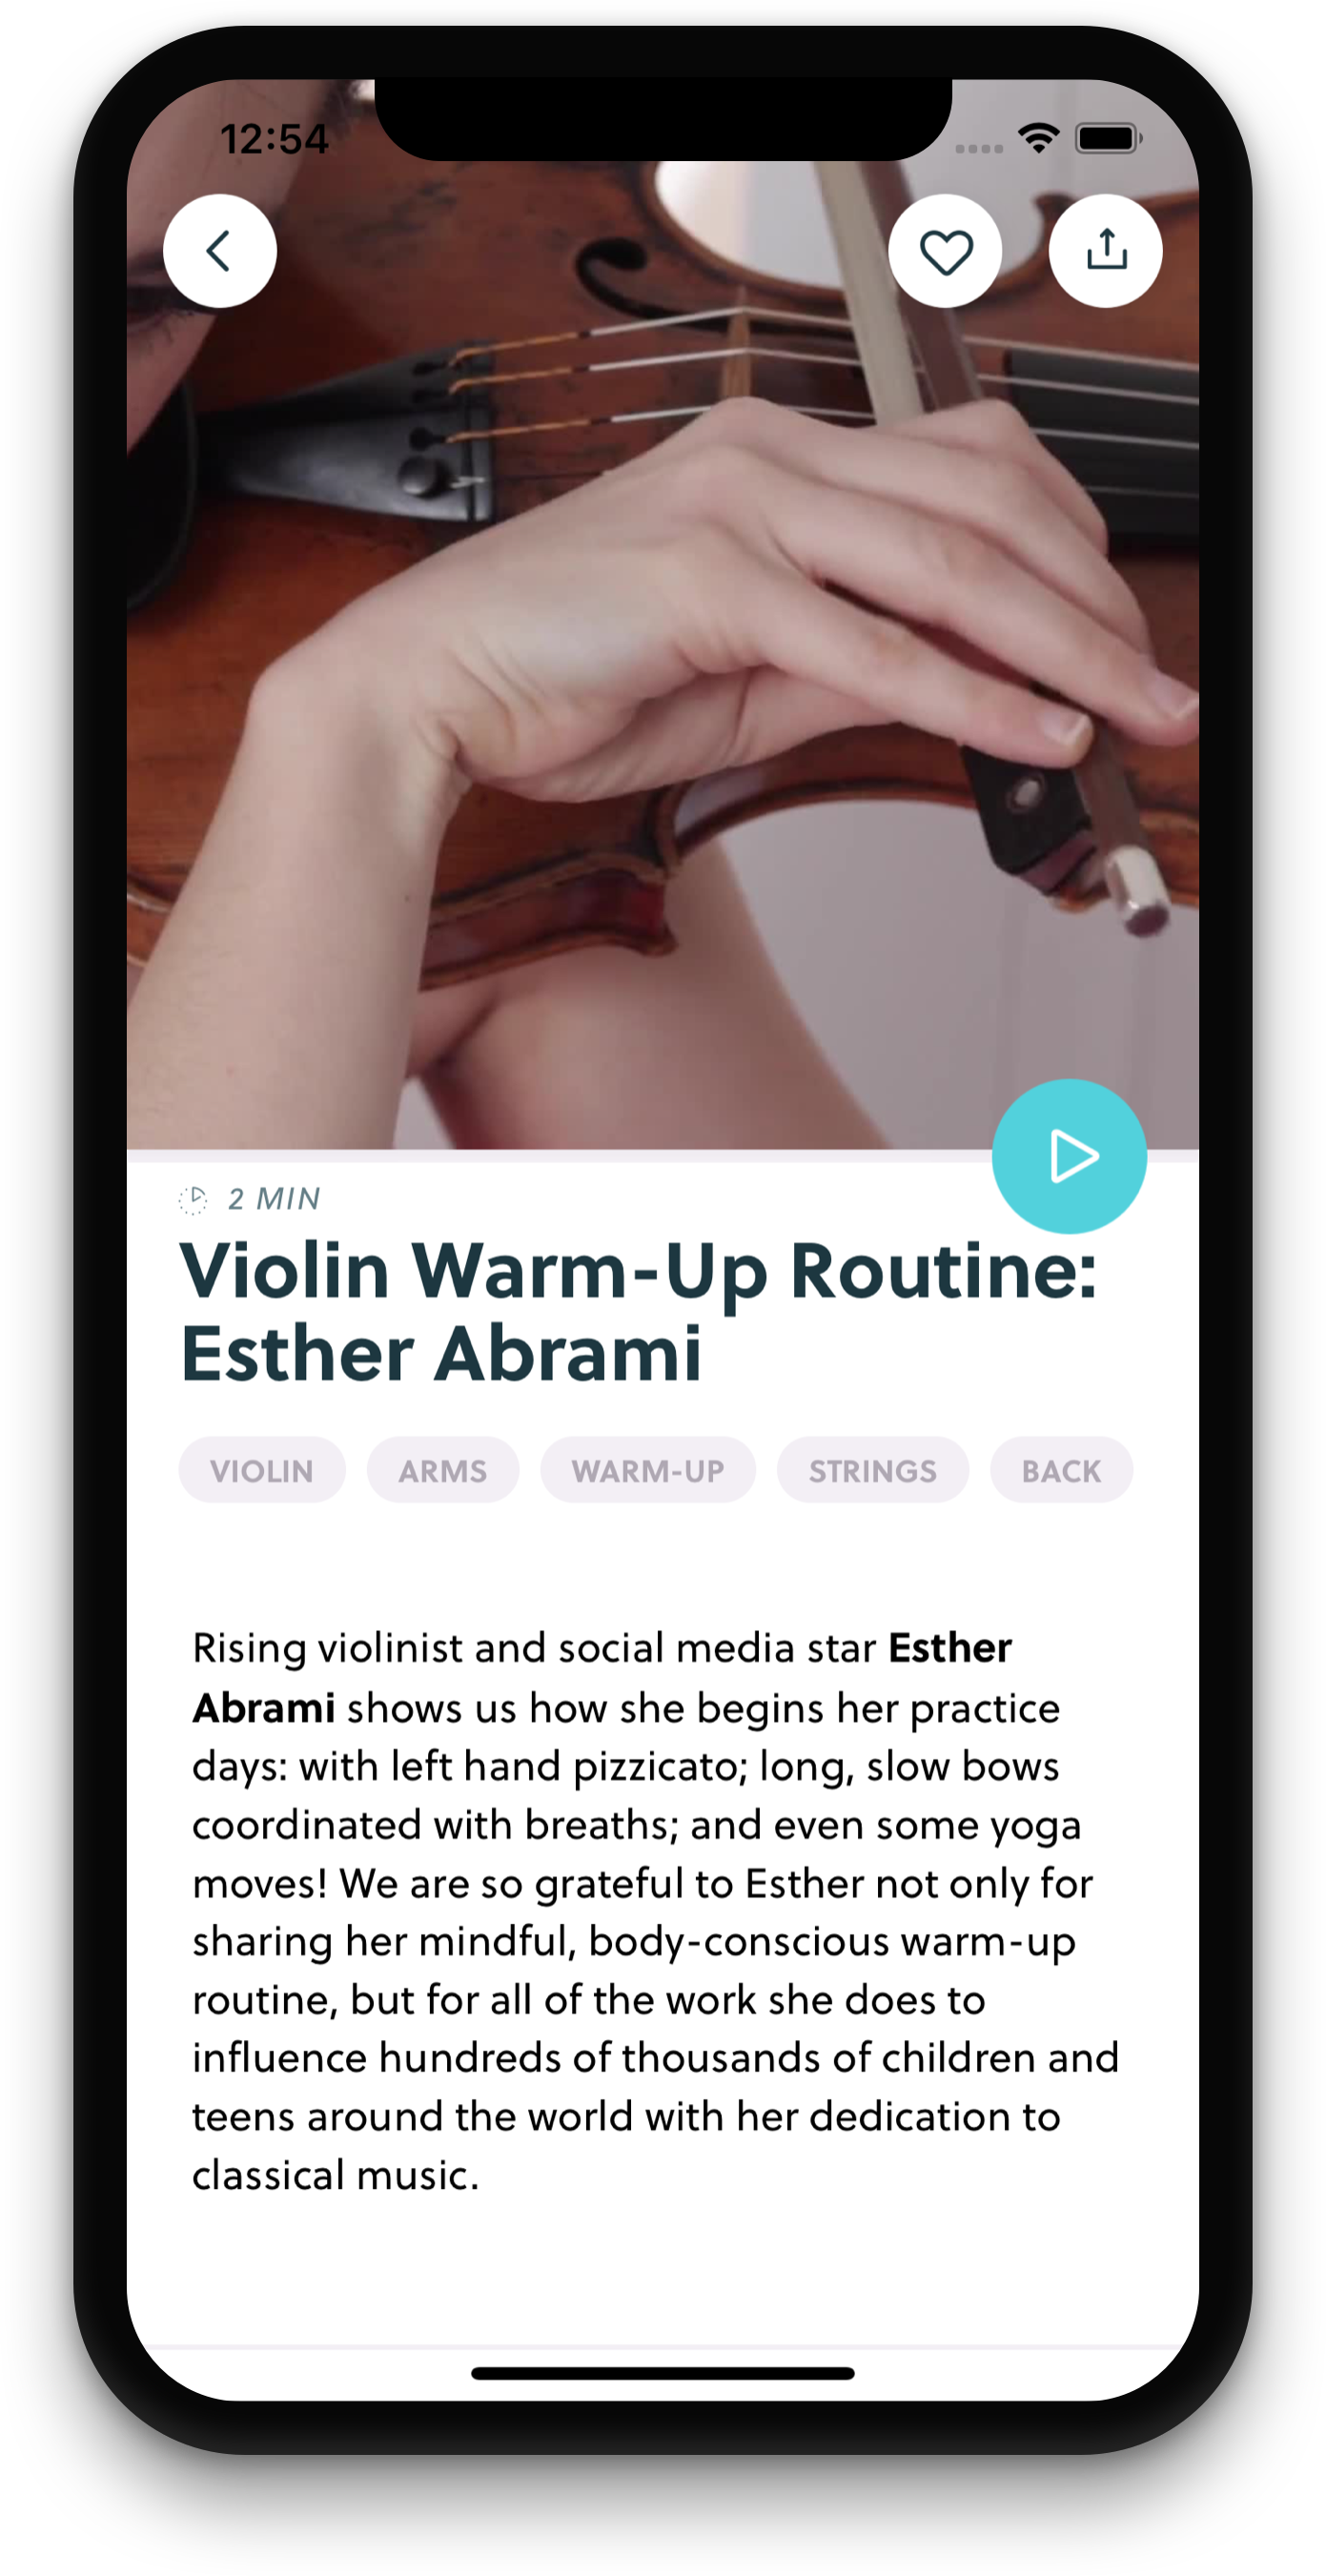 12:54
2 MIN
Violin Warm-Up Routine:
Esther Abrami
VIOLIN ARMS WARM-UP STRINGS BACK
Rising violinist and social media star Esther
Abrami shows us how she begins her practice
days: with left hand pizzicato; long, slow bows
coordinated with breaths; and even some yoga
moves! We are so grateful to Esther not only for
sharing her mindful, body-conscious warm-up
routine, but for all of the work she does to
influence hundreds of thousands of children and
teens around the world with her dedication to
classical music.